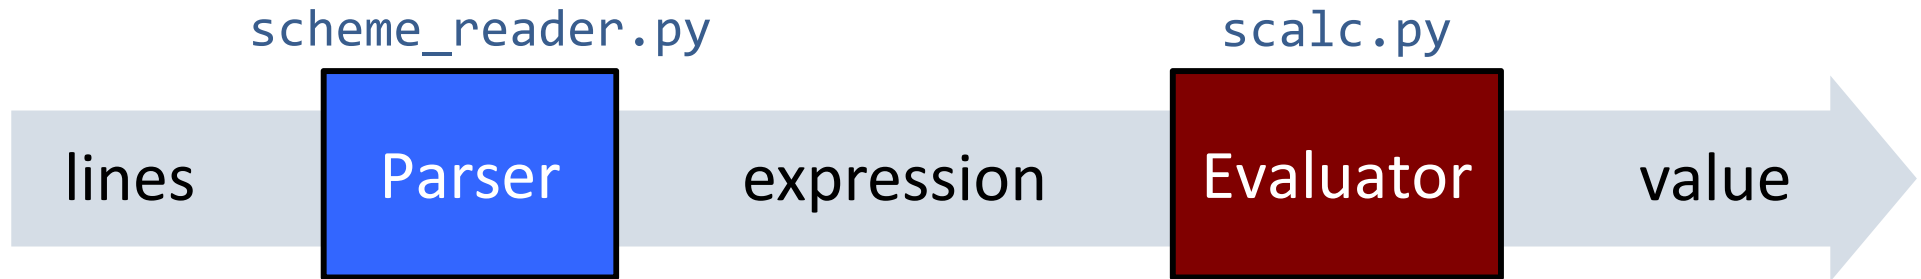 scheme_reader.py
scalc.py
lines
Parser
expression
Evaluator
value